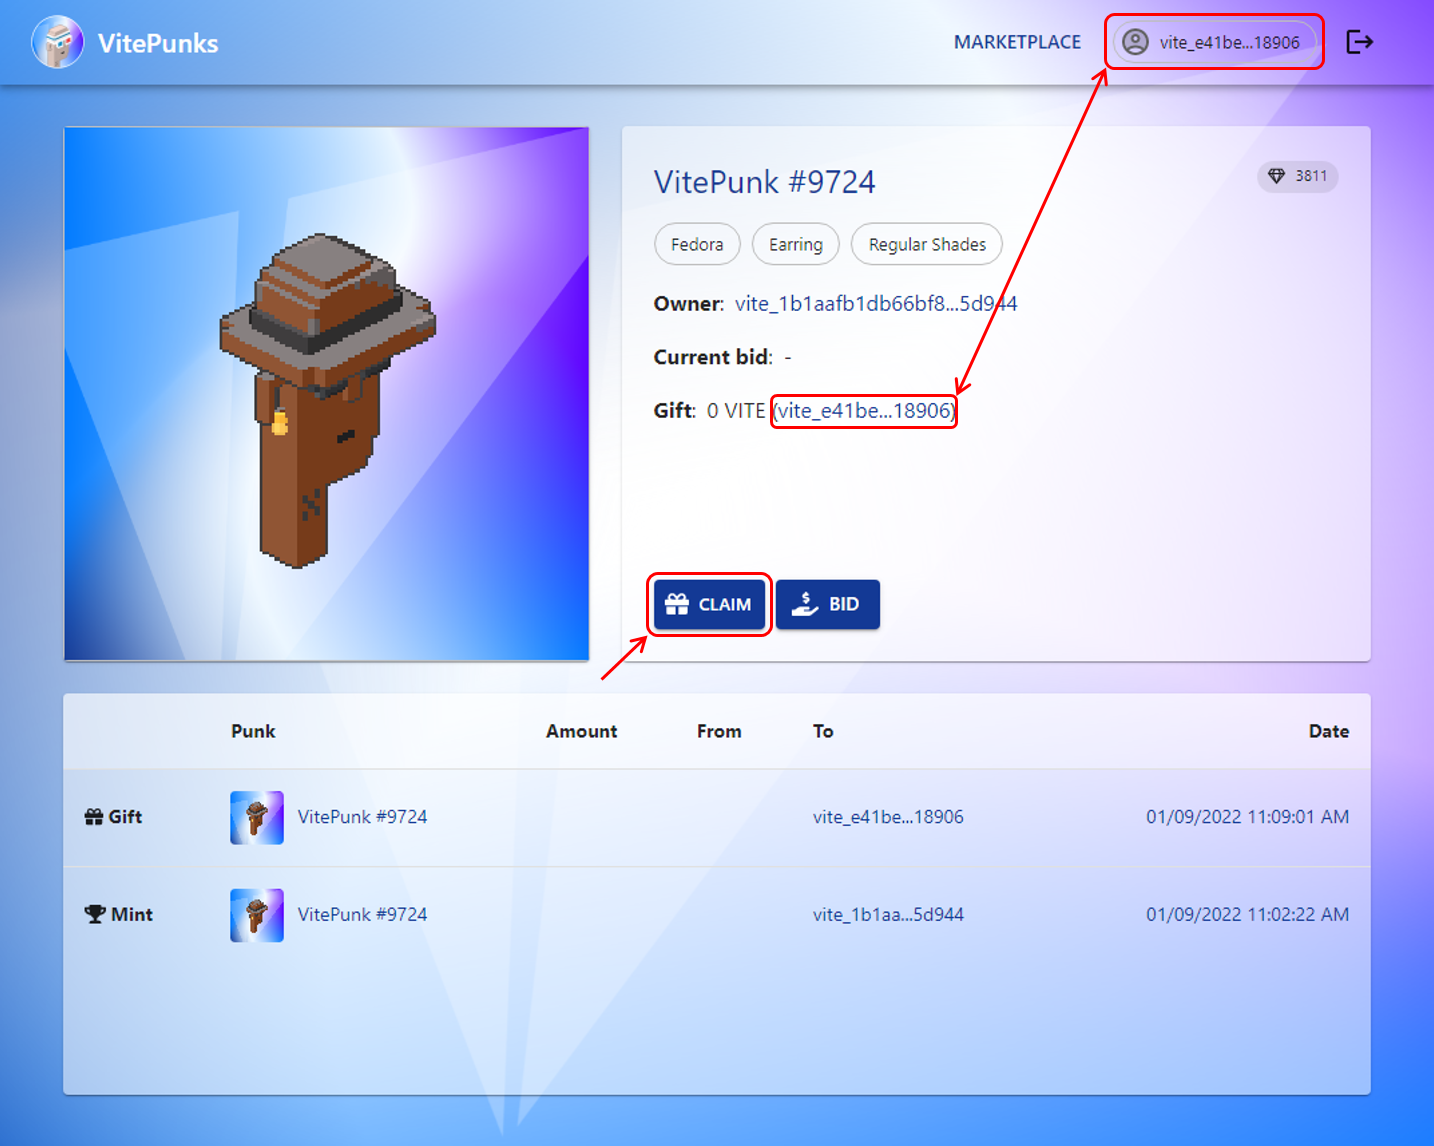 VitePunks
MARKETPLACE
vite_e41be...18906
VitePunk #9724
3811
Fedora
Earring
Regular Shades
Owner: vite_1b1aafb1db66bf8...5d944
Current bid: -
Gift: 0 VITE (vite_e41be...18906)
CLAIM
BID
Punk Amount From To Date
Gift VitePunk #9724 vite_e41be...18906 01/09/2022 11:09:01 AM
Mint VitePunk #9724 vite_1b1aa...5d944 01/09/2022 11:02:22 AM